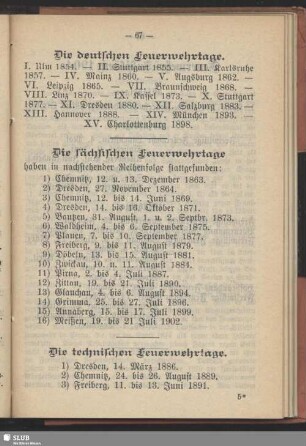 — 67 —
Die deutschen Feuerwehrtage.
I. Ulm 1854. — II. Stuttgart 1855. — III. Karlsruhe
1857. — IV. Mainz 1860. — V. Augsburg 1862. —
VI. Leipzig 1865. — VII. Braunschweig 1868. —
VIII. Linz 1870. — IX. Kassel 1873. — X. Stuttgart
1877. — XI. Dresden 1880. — XII. Salzburg 1883. —
XIII. Hannover 1888. — XIV. München 1893. —
XV. Charlottenburg 1898.
Die sächsischen Feuerwehrtage
haben in nachstehender Reihenfolge stattgefunden:
1) Chemnitz, 12. u. 13. Dezember 1863.
2) Dresden, 27. November 1864.
3) Chemnitz, 12. bis 14. Juni 1869.
4) Dresden, 14. bis 16. Oktober 1871.
5) Bautzen, 31. August, 1. u. 2. Septbr. 1873.
6) Waldheim, 4. bis 6. September 1875.
7) Plauen, 7. bis 10. September 1877.
8) Freiberg, 9. bis 11. August 1879.
9) Döbeln, 13. bis 15. August 1881.
10) Zwickau, 10. u. 11. August 1884.
11) Pirna, 2. bis 4. Juli 1887.
12) Zittau, 19. bis 21. Juli 1890.
13) Glauchau, 4. bis 6. August 1894.
14) Grimma, 25. bis 27. Juli 1896.
15) Annaberg, 15. bis 17. Juli 1899.
16) Meißen, 19. bis 21 Juli 1902.
Die technischen Feuerwehrtage.
1) Dresden, 14. März 1886.
2) Chemnitz, 24. bis 26. August 1889.
3) Freiberg, 11. bis 13. Juni 1891.
5*
SLUB